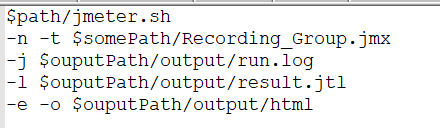 $path/jmeter.sh
-n -t $somePath/Recording_Group.jmx
-j $ouputPath/output/run.log
-l $ouputPath/output/result.jtl
-e -o $ouputPath/output/html